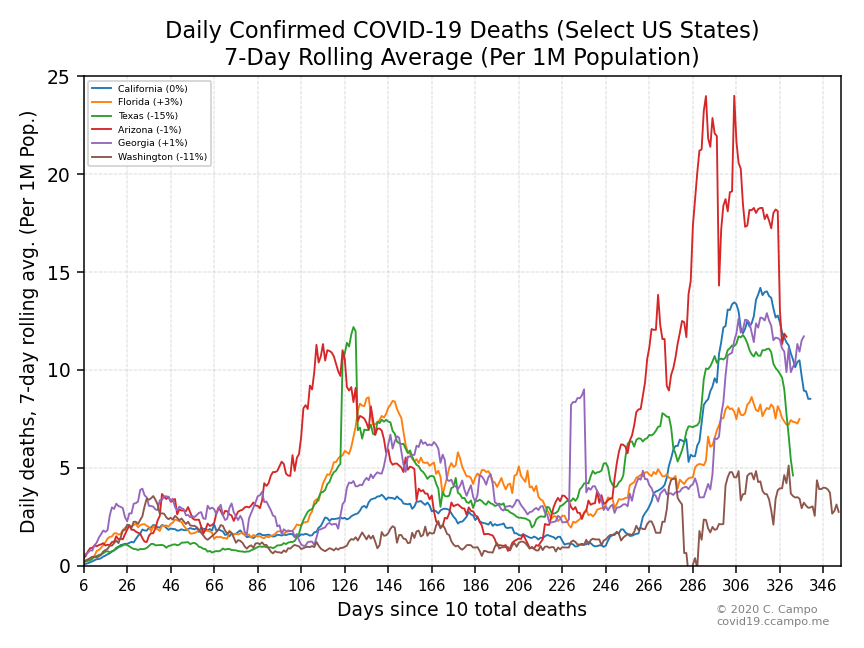 Daily Confirmed COVID-19 Deaths (Select US States)
7-Day Rolling Average (Per 1M Population)
Daily deaths, 7-day rolling avg. (Per 1M Pop.)
25
20
15
10
5
0
California (0%)
Florida (+3%)
Texas (-15%)
Arizona (-1%)
Georgia (+1%)
Washington (-11%)
6 26 46 66 86 106 126 146 166 186 206 226 246 266 286 306 326 346
Days since 10 total deaths
© 2020 C. Campo
covid19.ccampo.me